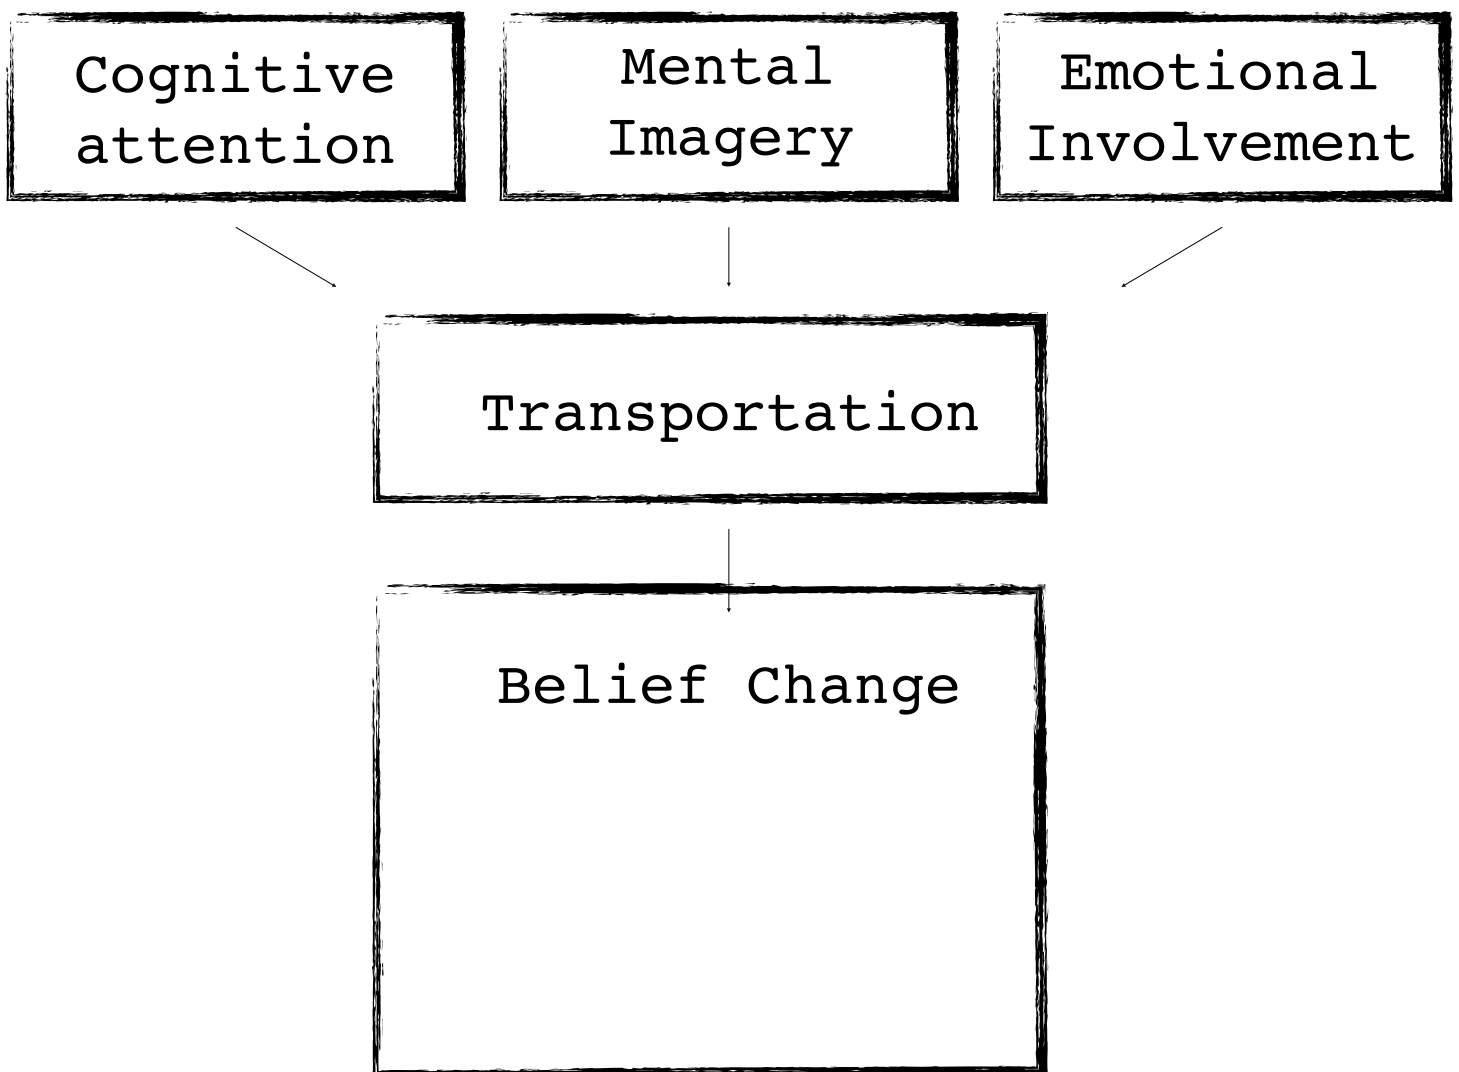 Cognitive
attention
Mental
Imagery
Emotional
Involvement
Transportation
Belief Change